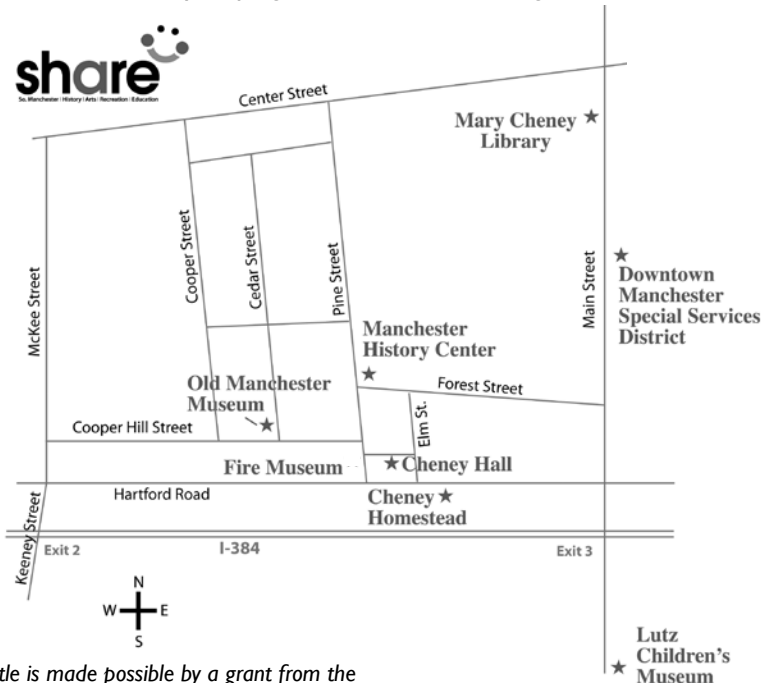 share
So. Manchester | History | Arts | Recreation | Education
Center Street
Mary Cheney
Library
McKee Street
Cooper Street
Cedar Street
Pine Street
Main Street
Downtown
Manchester
Special Services
District
Manchester
History Center
Old Manchester
Museum
Forest Street
Elm St.
Cooper Hill Street
Fire Museum
Cheney Hall
Hartford Road
Cheney
Homestead
Keeney Street
Exit 2
I-384
Exit 3
N
W
E
S
Lutz
Children's
Museum
tle is made possible by a grant from the